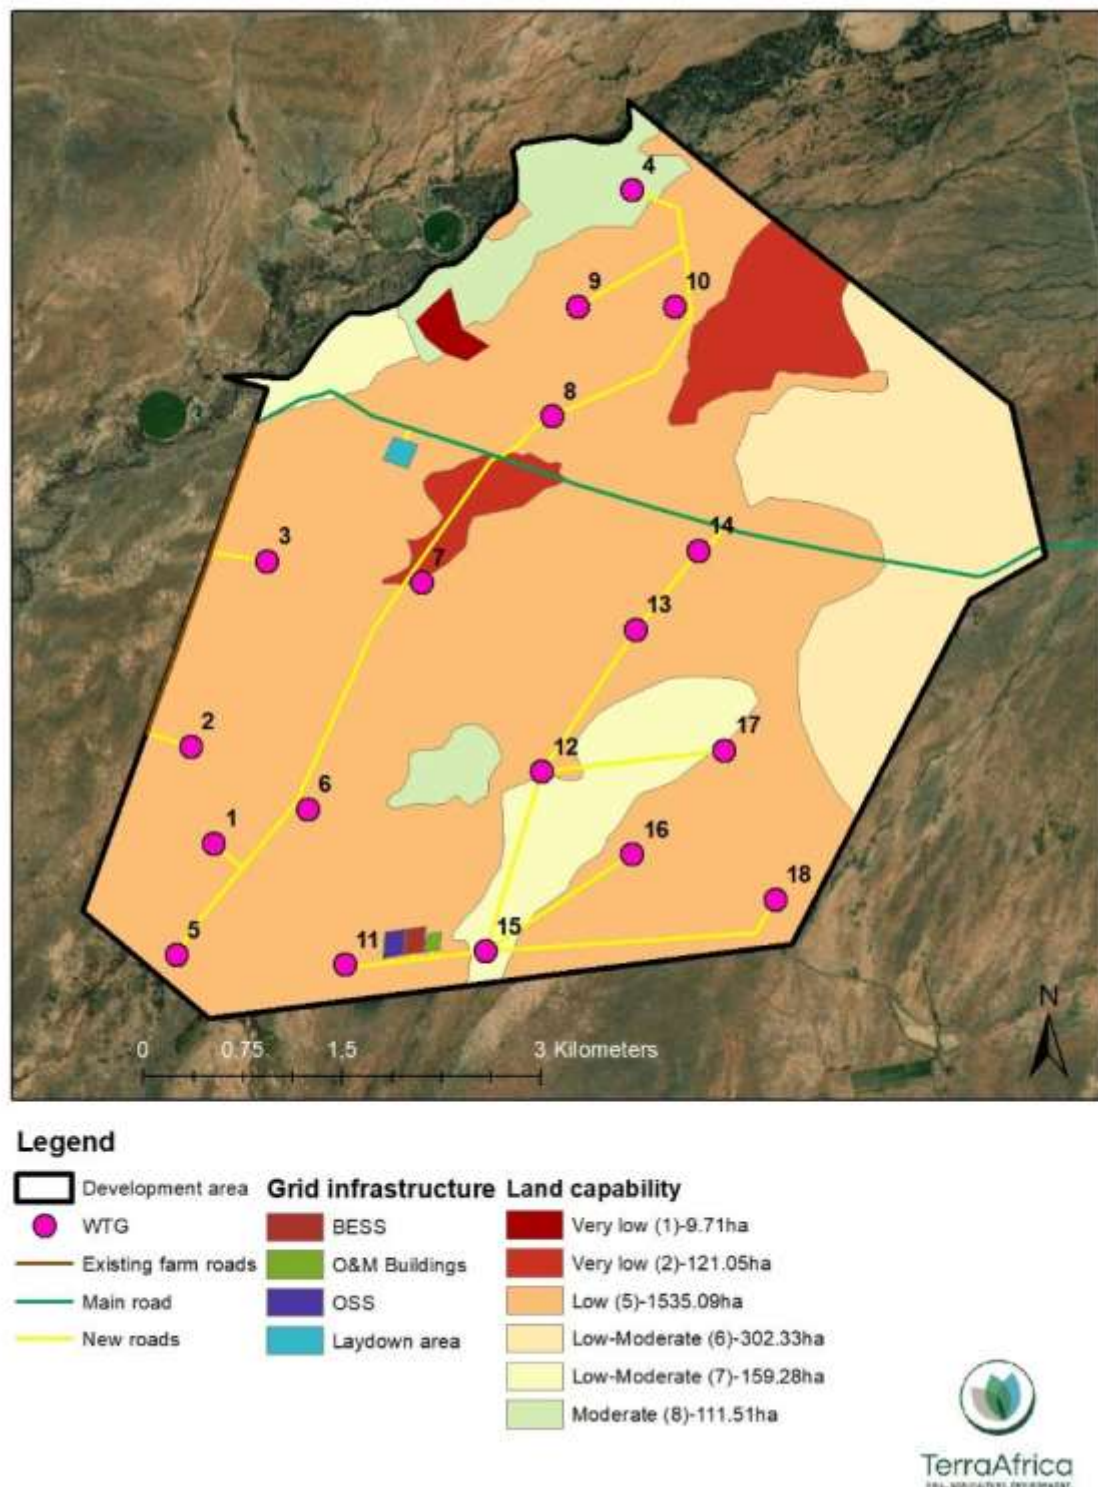 4
9
10
8
3
14
7
13
2
12
17
6
1
16
18
5
11
15
N
0
0.75
1.5
3 Kilometers
Legend
Development area
WTG
Existing farm roads
Main road
New roads
Grid infrastructure
BESS
O&M Buildings
OSS
Laydown area
Land capability
Very low (1)-9.71ha
Very low (2)-121.05ha
Low (5)-1535.09ha
Low-Moderate (6)-302.33ha
Low-Moderate (7)-159.28ha
Moderate (8)-111.51ha
TerraAfrica